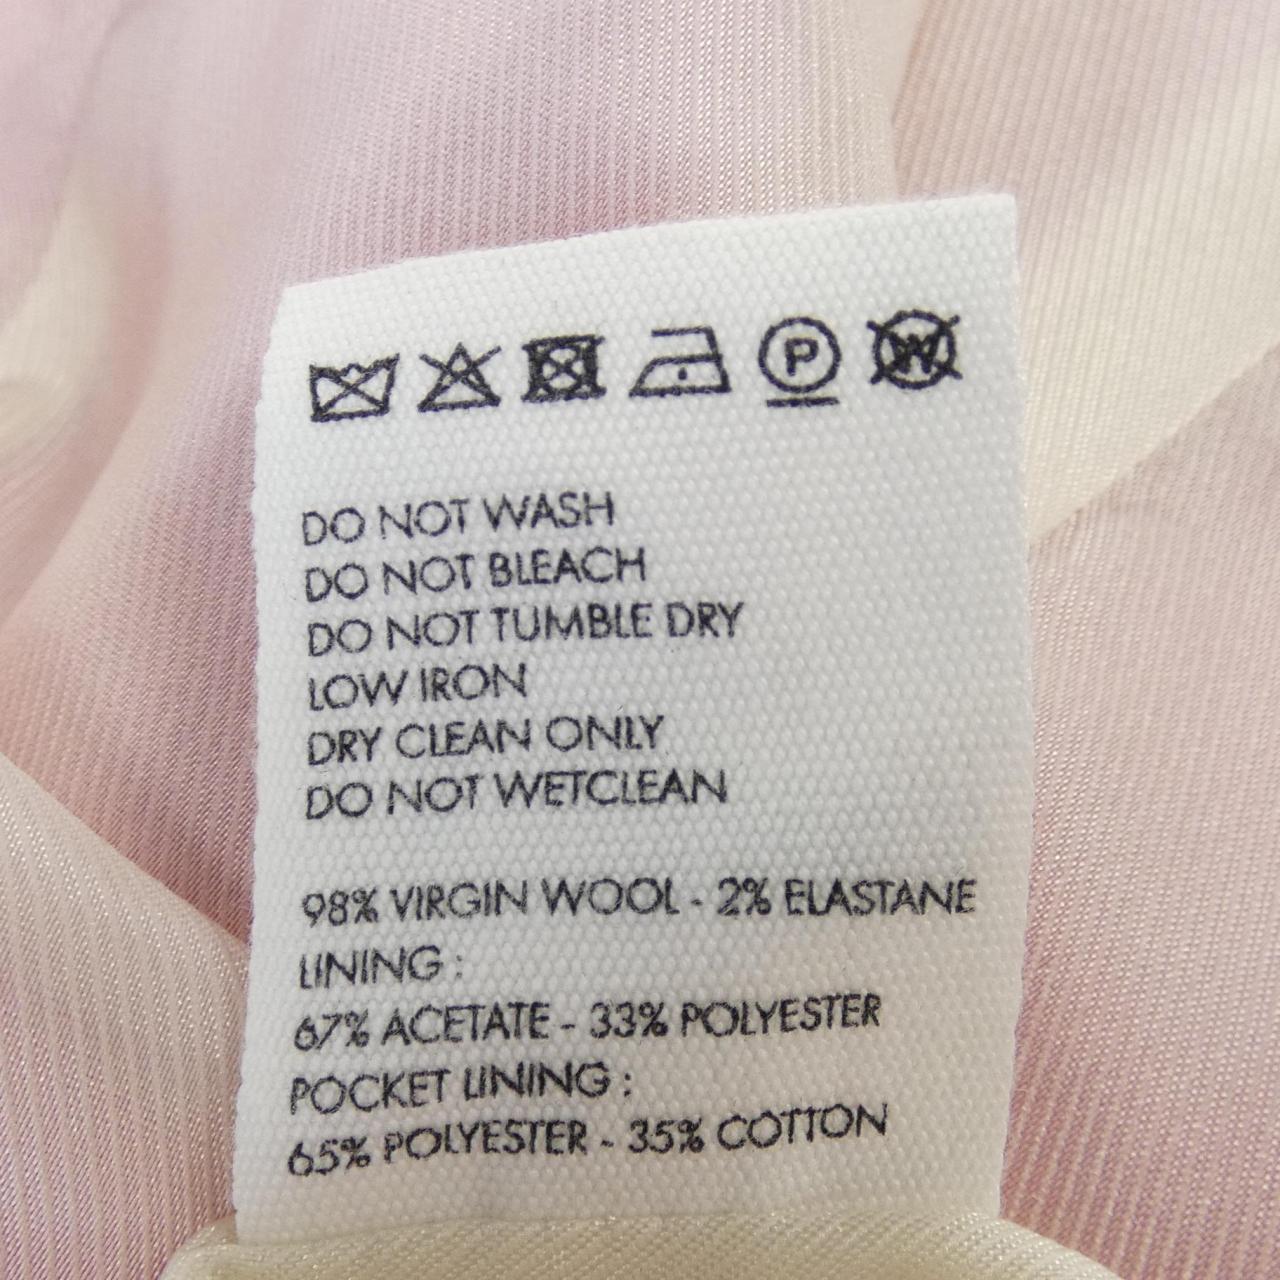 P W
DO NOT WASH
DO NOT BLEACH
DO NOT TUMBLE DRY
LOW IRON
DRY CLEAN ONLY
DO NOT WETCLEAN
98% VIRGIN WOOL - 2% ELASTANE
LINING :
67% ACETATE - 33% POLYESTER
POCKET LINING :
65% POLYESTER - 35% COTTON